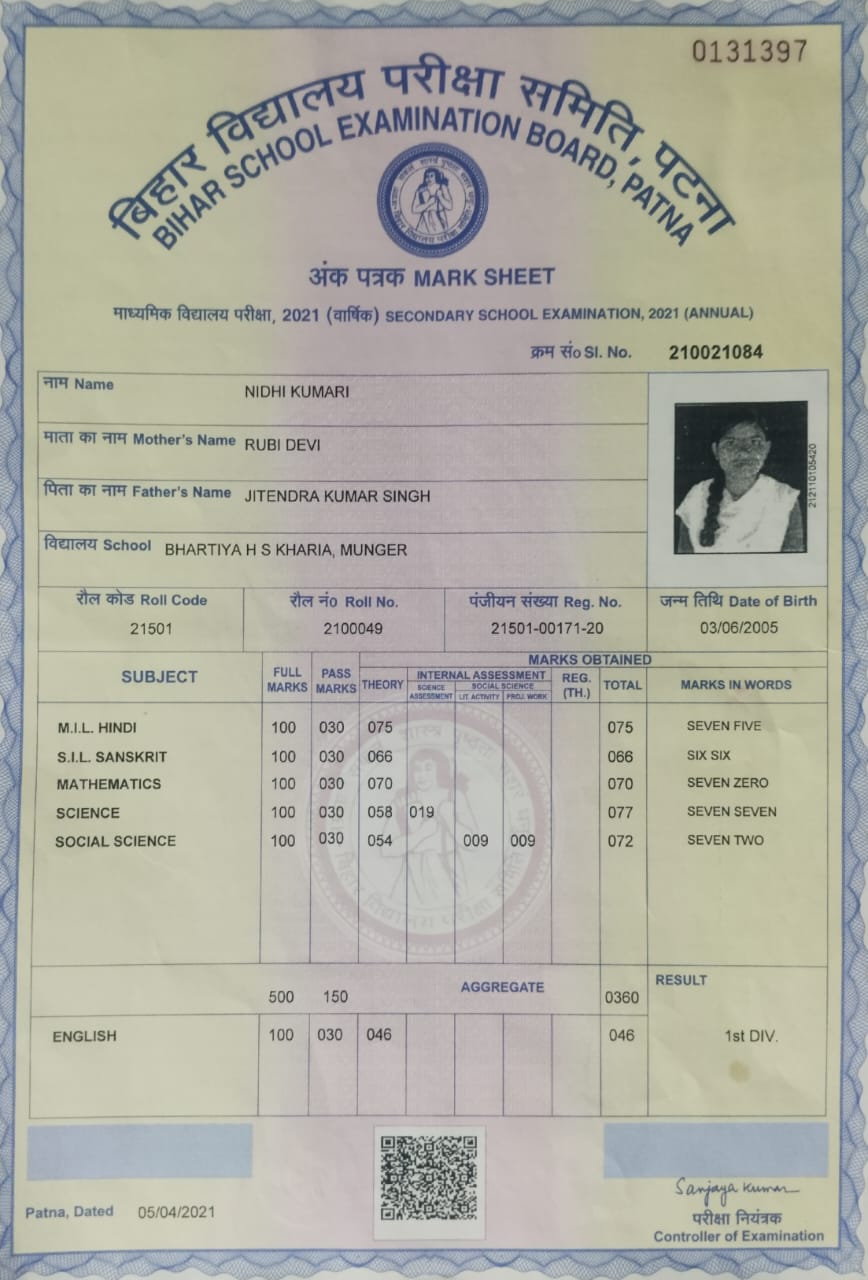 0131397
बिहार विद्यालय परीक्षा समिति, पटना
BIHAR SCHOOL EXAMINATION BOARD, PATNA
अंक पत्रक MARK SHEET
माध्यमिक विद्यालय परीक्षा, 2021 (वार्षिक) SECONDARY SCHOOL EXAMINATION, 2021 (ANNUAL)
क्रम सं० Sl. No. 210021084
नाम Name NIDHI KUMARI
माता का नाम Mother's Name RUBI DEVI
पिता का नाम Father's Name JITENDRA KUMAR SINGH
विद्यालय School BHARTIYA H S KHARIA, MUNGER
212110105420
रौल कोड Roll Code रौल नं० Roll No. पंजीयन संख्या Reg. No. जन्म तिथि Date of Birth
21501 2100049 21501-00171-20 03/06/2005
SUBJECT FULL MARKS PASS MARKS MARKS OBTAINED
THEORY INTERNAL ASSESSMENT REG. (TH.) TOTAL MARKS IN WORDS
SCIENCE ASSESSMENT SOCIAL SCIENCE
LIT. ACTIVITY PROJ. WORK
M.I.L. HINDI 100 030 075 075 SEVEN FIVE
S.I.L. SANSKRIT 100 030 066 066 SIX SIX
MATHEMATICS 100 030 070 070 SEVEN ZERO
SCIENCE 100 030 058 019 077 SEVEN SEVEN
SOCIAL SCIENCE 100 030 054 009 009 072 SEVEN TWO
500 150 AGGREGATE 0360 RESULT
ENGLISH 100 030 046 046 1st DIV.
Patna, Dated 05/04/2021
Sanjaya Kumar
परीक्षा नियंत्रक
Controller of Examination